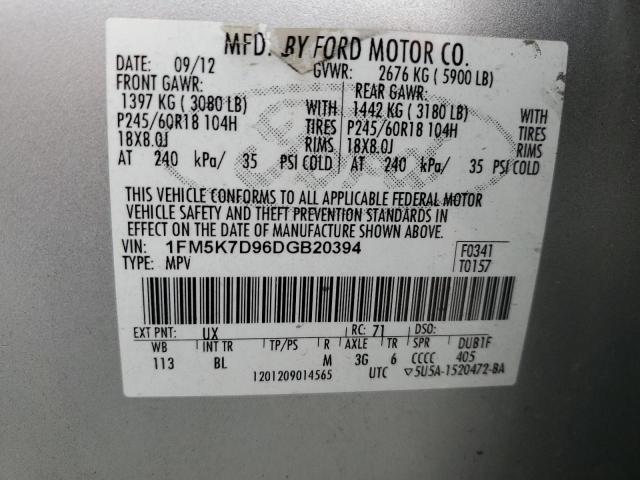 MFD. BY FORD MOTOR CO.
DATE: 09/12 GVWR: 2676 KG ( 5900 LB)
FRONT GAWR: REAR GAWR:
1397 KG ( 3080 LB) WITH 1442 KG ( 3180 LB) WITH
P245/60R18 104H TIRES P245/60R18 104H TIRES
18X8.0J RIMS 18X8.0J RIMS
AT 240 kPa/ 35 PSI COLD AT 240 kPa/ 35 PSI COLD
Ford
THIS VEHICLE CONFORMS TO ALL APPLICABLE FEDERAL MOTOR
VEHICLE SAFETY AND THEFT PREVENTION STANDARDS IN
EFFECT ON THE DATE OF MANUFACTURE SHOWN ABOVE.
VIN: 1FM5K7D96DGB20394 F0341
TYPE: MPV T0157
EXT PNT: UX RC: 71 DSO:
WB INT TR TP/PS R AXLE TR SPR DUB1F
113 BL M 3G 6 CCCC 405
1201209014565 UTC ▽5U5A-1520472-BA